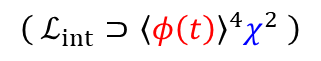 ( ℒ_int ⊃ ⟨ϕ(t)⟩⁴χ² )